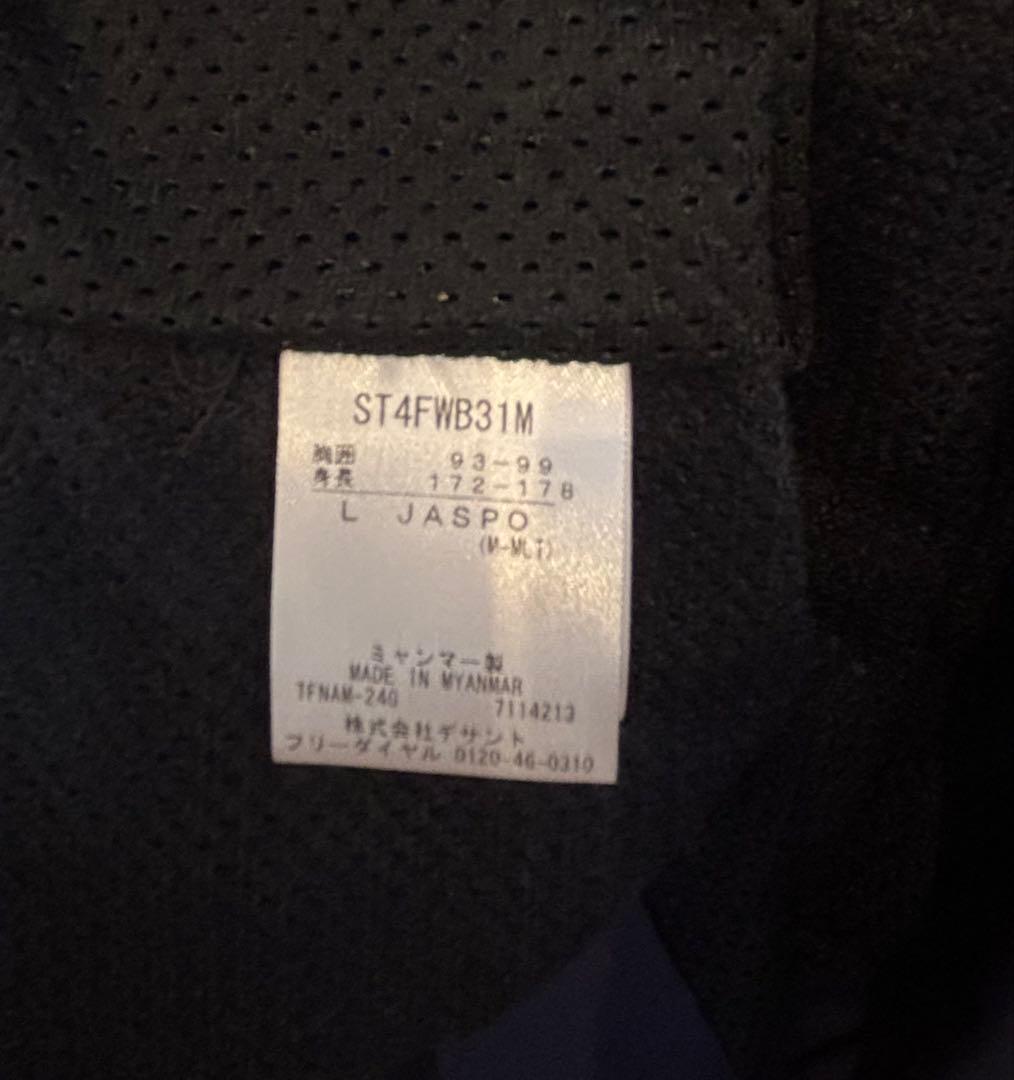 ST4FWB31M
胸囲 93-99
身長 172-178
L JASPO
(M-MLT)
ミャンマー製
MADE IN MYANMAR
TFNAM-240 7114213
株式会社デサント
フリーダイヤル 0120-46-0310